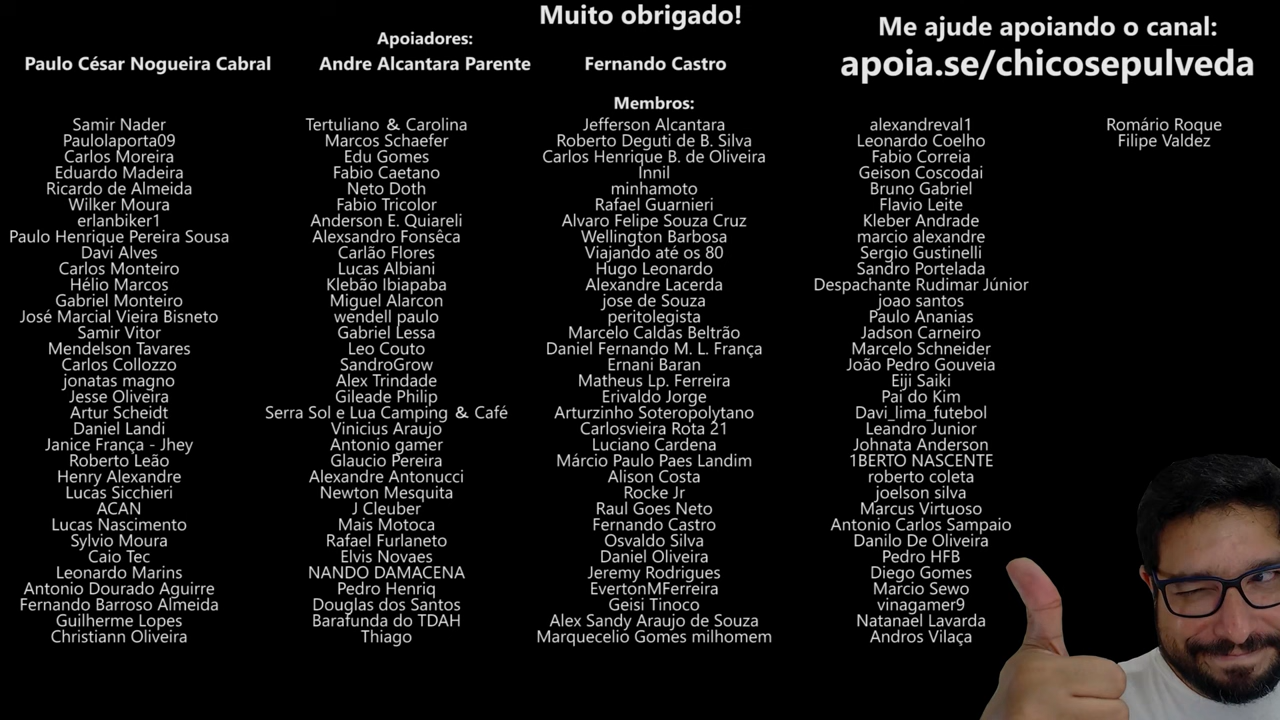 Muito obrigado!
Apoiadores:
Paulo César Nogueira Cabral
Andre Alcantara Parente
Fernando Castro
Me ajude apoiando o canal:
apoia.se/chicosepulveda
Membros:
Samir Nader
Paulolaporta09
Carlos Moreira
Eduardo Madeira
Ricardo de Almeida
Wilker Moura
erlanbiker1
Paulo Henrique Pereira Sousa
Davi Alves
Carlos Monteiro
Hélio Marcos
Gabriel Monteiro
José Marcial Vieira Bisneto
Samir Vitor
Mendelson Tavares
Carlos Collozzo
jonatas magno
Jesse Oliveira
Artur Scheidt
Daniel Landi
Janice França - Jhey
Roberto Leão
Henry Alexandre
Lucas Sicchieri
ACAN
Lucas Nascimento
Sylvio Moura
Caio Tec
Leonardo Marins
Antonio Dourado Aguirre
Fernando Barroso Almeida
Guilherme Lopes
Christiann Oliveira
Tertuliano & Carolina
Marcos Schaefer
Edu Gomes
Fabio Caetano
Neto Doth
Fabio Tricolor
Anderson E. Quiareli
Alexsandro Fonsêca
Carlão Flores
Lucas Albiani
Klebão Ibiapaba
Miguel Alarcon
wendell paulo
Gabriel Lessa
Leo Couto
SandroGrow
Alex Trindade
Gileade Philip
Serra Sol e Lua Camping & Café
Vinicius Araujo
Antonio gamer
Glaucio Pereira
Alexandre Antonucci
Newton Mesquita
J Cleuber
Mais Motoca
Rafael Furlaneto
Elvis Novaes
NANDO DAMACENA
Pedro Henriq
Douglas dos Santos
Barafunda do TDAH
Thiago
Jefferson Alcantara
Roberto Deguti de B. Silva
Carlos Henrique B. de Oliveira
Innil
minhamoto
Rafael Guarnieri
Alvaro Felipe Souza Cruz
Wellington Barbosa
Viajando até os 80
Hugo Leonardo
Alexandre Lacerda
jose de Souza
peritolegista
Marcelo Caldas Beltrão
Daniel Fernando M. L. França
Ernani Baran
Matheus Lp. Ferreira
Erivaldo Jorge
Arturzinho Soteropolytano
Carlosvieira Rota 21
Luciano Cardena
Márcio Paulo Paes Landim
Alison Costa
Rocke Jr
Raul Goes Neto
Fernando Castro
Osvaldo Silva
Daniel Oliveira
Jeremy Rodrigues
EvertonMFerreira
Geisi Tinoco
Alex Sandy Araujo de Souza
Marquecelio Gomes milhomem
alexandreval1
Leonardo Coelho
Fabio Correia
Geison Coscodai
Bruno Gabriel
Flavio Leite
Kleber Andrade
marcio alexandre
Sergio Gustinelli
Sandro Portelada
Despachante Rudimar Júnior
joao santos
Paulo Ananias
Jadson Carneiro
Marcelo Schneider
João Pedro Gouveia
Eiji Saiki
Pai do Kim
Davi_lima_futebol
Leandro Junior
Johnata Anderson
1BERTO NASCENTE
roberto coleta
joelson silva
Marcus Virtuoso
Antonio Carlos Sampaio
Danilo De Oliveira
Pedro HFB
Diego Gomes
Marcio Sewo
vinagamer9
Natanael Lavarda
Andros Vilaça
Romário Roque
Filipe Valdez